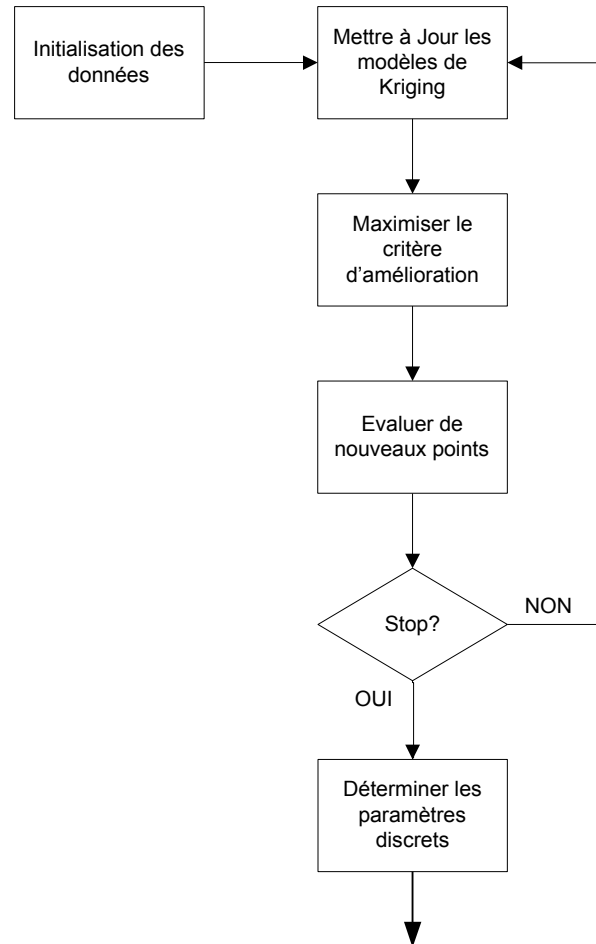 Initialisation des
données
Mettre à Jour les
modèles de
Kriging
Maximiser le
critère
d'amélioration
Evaluer de
nouveaux points
Stop?
NON
OUI
Déterminer les
paramètres
discrets